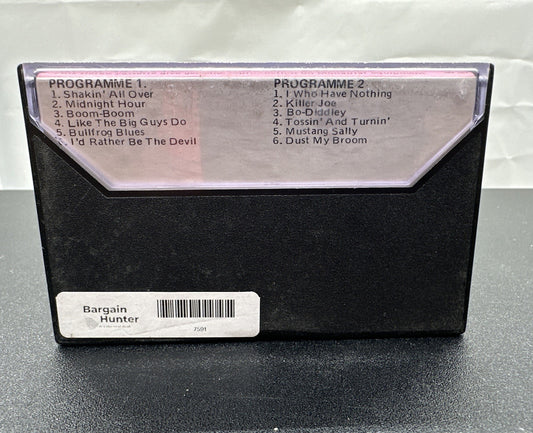 PROGRAMME 1.
1. Shakin' All Over
2. Midnight Hour
3. Boom-Boom
4. Like The Big Guys Do
5. Bullfrog Blues
6. I'd Rather Be The Devil
PROGRAMME 2
1. I Who Have Nothing
2. Killer Joe
3. Bo-Diddley
4. Tossin' And Turnin'
5. Mustang Sally
6. Dust My Broom
Bargain
Hunter
7591